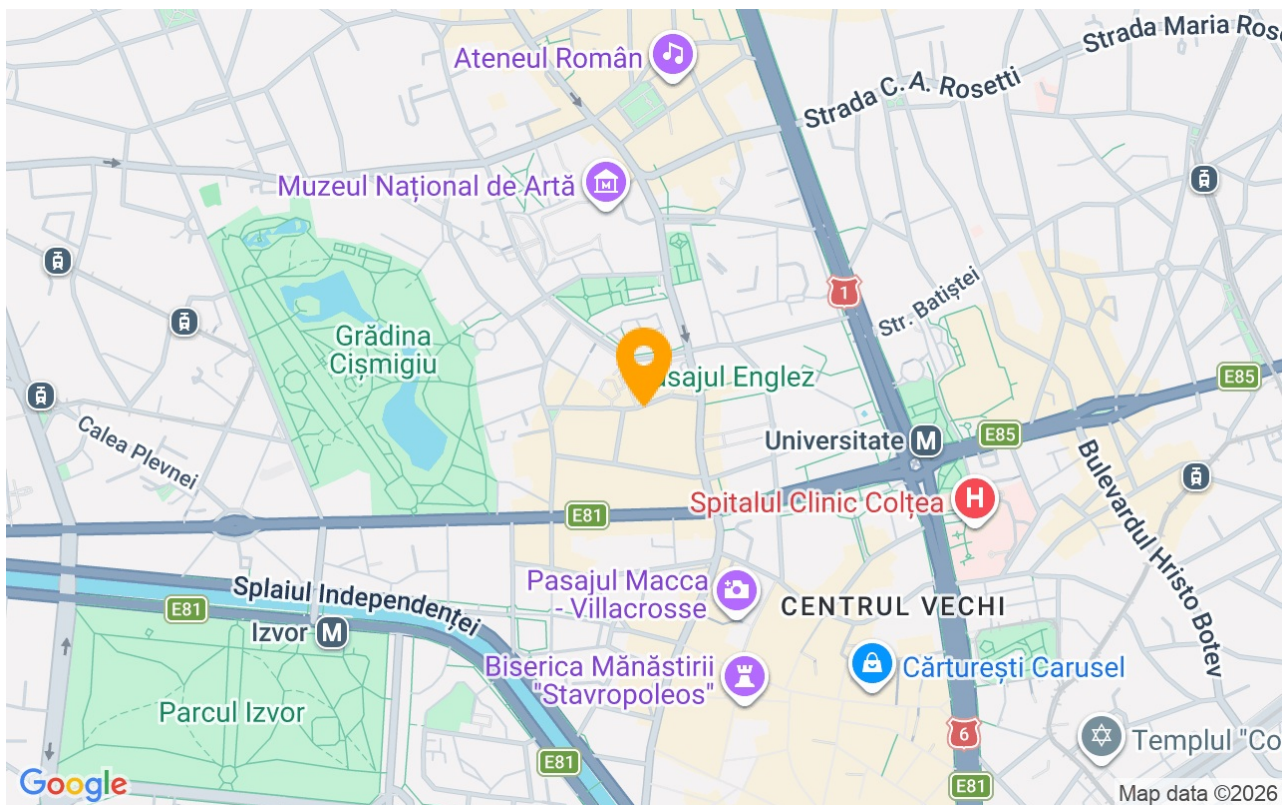 Ateneul Român
Strada Maria Rose
Strada C. A. Rosetti
Muzeul Național de Artă
M
1
Str. Batiștei
Grădina
Cișmigiu
asajul Englez
E85
Calea Plevnei
Universitate M
E85
Spitalul Clinic Colțea H
E81
Bulevardul Hristo Botev
Splaiul Independenței
Pasajul Macca
- Villacrosse
CENTRUL VECHI
E81
Izvor M
Biserica Mănăstirii
"Stavropoleos"
Cărturești Carusel
Parcul Izvor
6
Templul "Co
E81
E81
Google
Map data ©2026